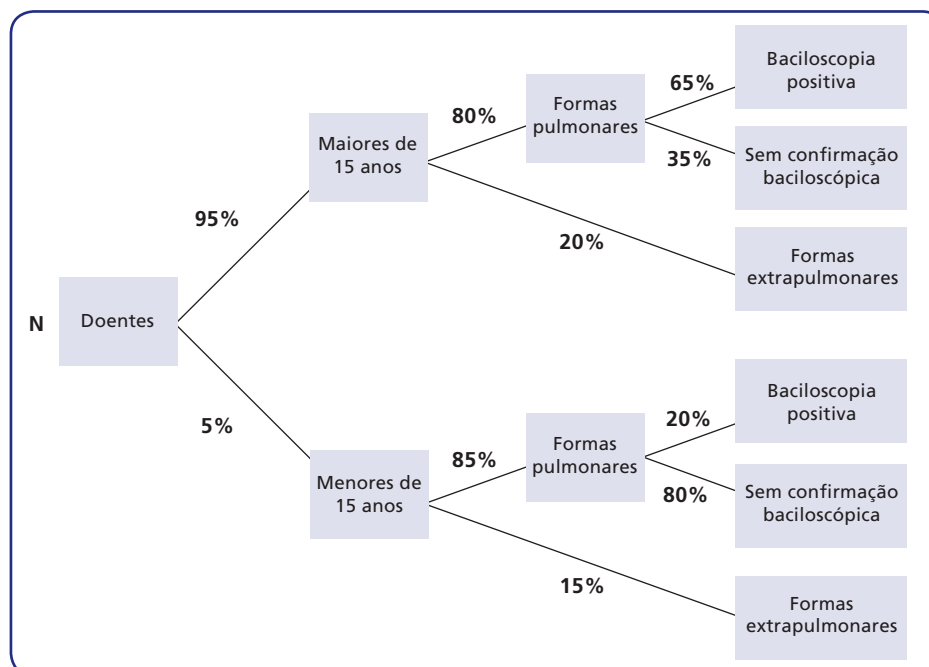 N
Doentes
95%
5%
Maiores de
15 anos
80%
20%
Formas
pulmonares
65%
35%
Baciloscopia
positiva
Sem confirmação
baciloscópica
Formas
extrapulmonares
Menores de
15 anos
85%
15%
Formas
pulmonares
20%
80%
Baciloscopia
positiva
Sem confirmação
baciloscópica
Formas
extrapulmonares